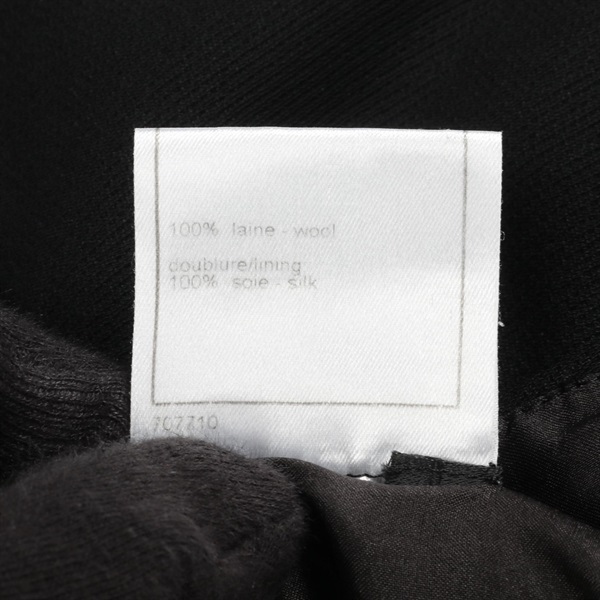 100% laine - wool
doublure/lining
100% soie - silk
707710